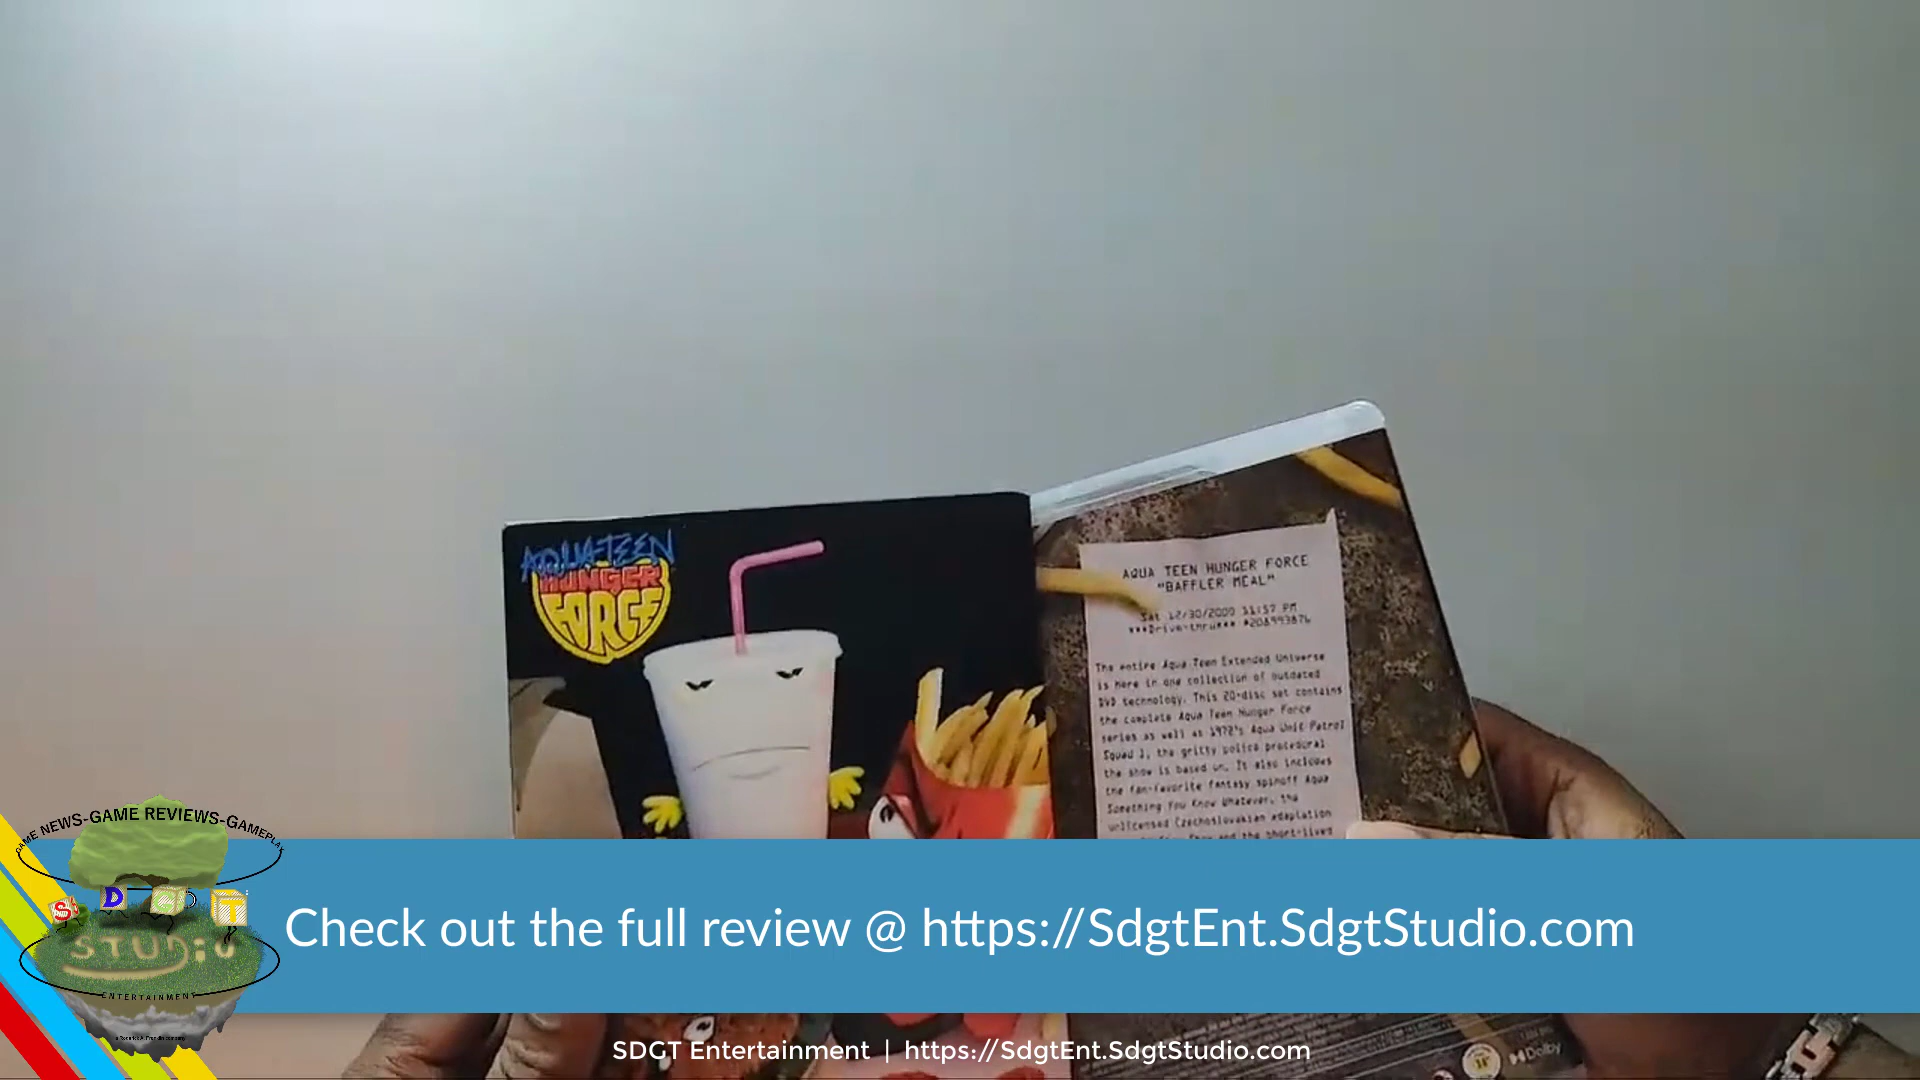 AQUA TEEN
HUNGER
FORCE
AQUA TEEN HUNGER FORCE
"BAFFLER MEAL"
Sat 12/30/2000 11:57 PM
***Drive-thru***
The entire Aqua Teen Extended Universe
is here in one collection of outdated
DVD technology. This 20-disc set contains
the complete Aqua Teen Hunger Force
series as well as 1972's Aqua Unit Patrol
Squad 1, the gritty police procedural
the show is based on. It also includes
the fan-favorite fantasy spinoff Aqua
Something You Know Whatever, the
unlicensed Czechoslovakian adaptation
and the short-lived
GAME NEWS-GAME REVIEWS-GAMEPLAY
S D G T
STUDIO
ENTERTAINMENT
Check out the full review @ https://SdgtEnt.SdgtStudio.com
Dolby
SDGT Entertainment | https://SdgtEnt.SdgtStudio.com